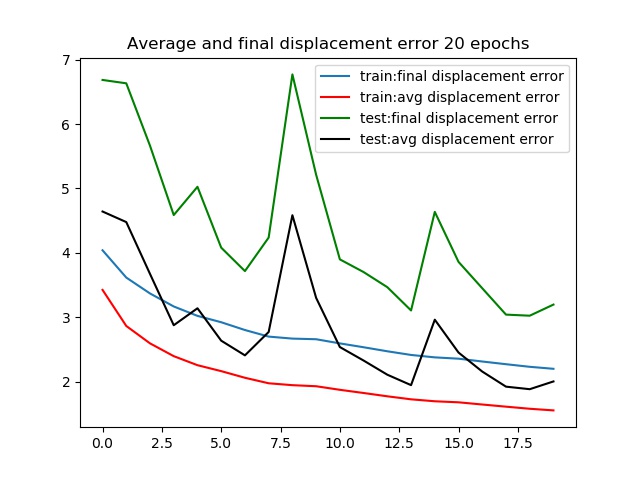 Average and final displacement error 20 epochs
train:final displacement error
train:avg displacement error
test:final displacement error
test:avg displacement error
7
6
5
4
3
2
0.0 2.5 5.0 7.5 10.0 12.5 15.0 17.5